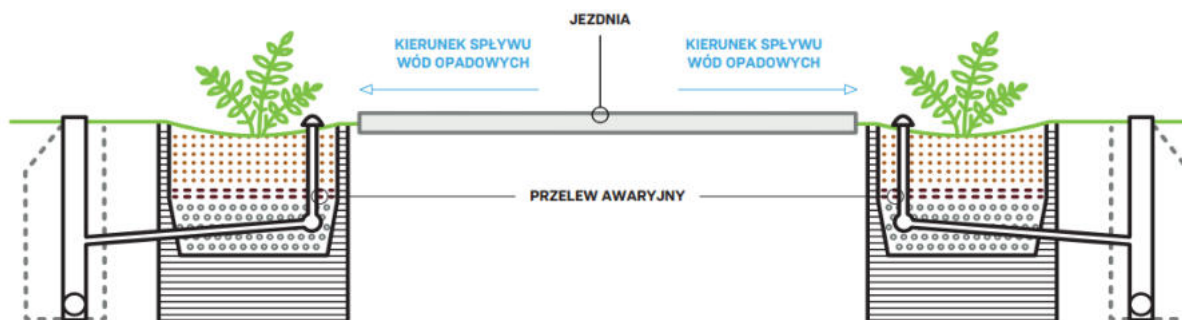 JEZDNIA
KIERUNEK SPŁYWU
WÓD OPADOWYCH
KIERUNEK SPŁYWU
WÓD OPADOWYCH
PRZELEW AWARYJNY